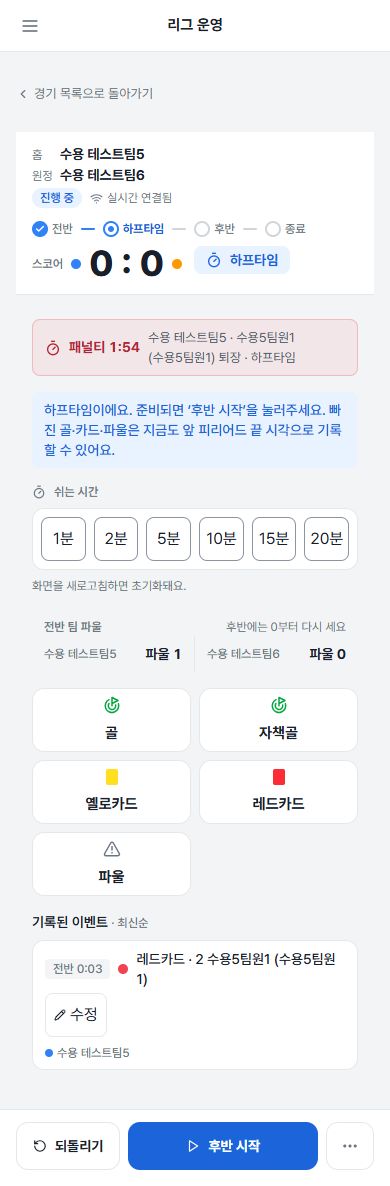 리그 운영
경기 목록으로 돌아가기
홈 수용 테스트팀5
원정 수용 테스트팀6
진행 중 실시간 연결됨
전반 하프타임 후반 종료
스코어 0 : 0 하프타임
패널티 1:54 수용 테스트팀5 · 수용5팀원1
(수용5팀원1) 퇴장 · 하프타임
하프타임이에요. 준비되면 ‘후반 시작’을 눌러주세요. 빠
진 골·카드·파울은 지금도 앞 피리어드 끝 시각으로 기록
할 수 있어요.
쉬는 시간
1분 2분 5분 10분 15분 20분
화면을 새로고침하면 초기화돼요.
전반 팀 파울 후반에는 0부터 다시 세요
수용 테스트팀5 파울 1 수용 테스트팀6 파울 0
골 자책골
옐로카드 레드카드
파울
기록된 이벤트 · 최신순
전반 0:03 레드카드 · 2 수용5팀원1 (수용5팀원
1)
수정
수용 테스트팀5
되돌리기 후반 시작